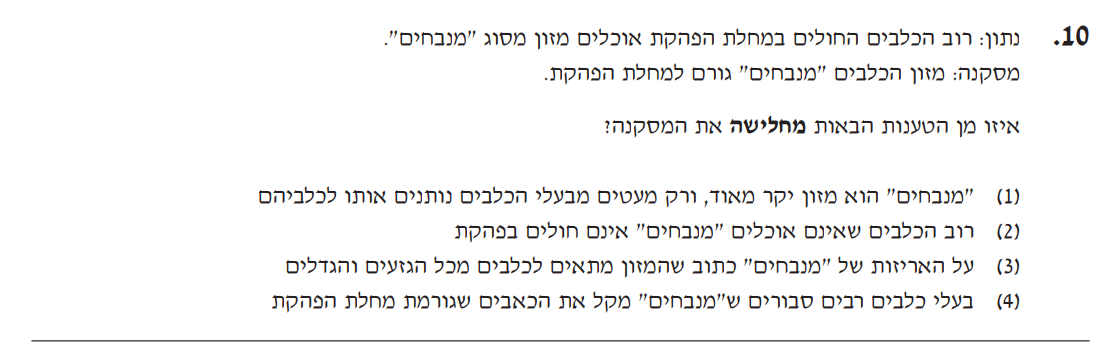 10. נתון: רוב הכלבים החולים במחלת הפהקת אוכלים מזון מסוג "מנבחים".
מסקנה: מזון הכלבים "מנבחים" גורם למחלת הפהקת.
איזו מן הטענות הבאות מחלישה את המסקנה?
(1) "מנבחים" הוא מזון יקר מאוד, ורק מעטים מבעלי הכלבים נותנים אותו לכלביהם
(2) רוב הכלבים שאינם אוכלים "מנבחים" אינם חולים בפהקת
(3) על האריזות של "מנבחים" כתוב שהמזון מתאים לכלבים מכל הגזעים והגדלים
(4) בעלי כלבים רבים סבורים ש"מנבחים" מקל את הכאבים שגורמת מחלת הפהקת